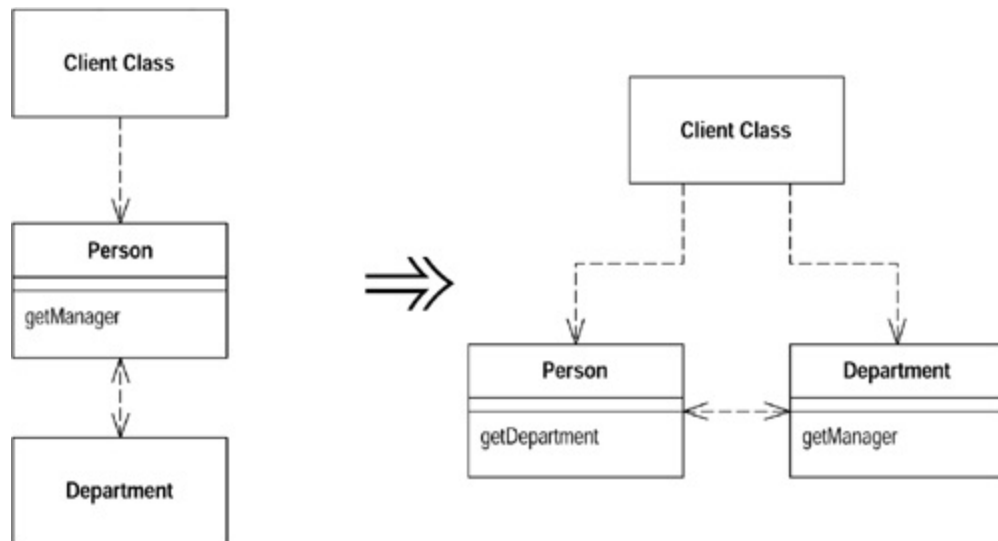 Client Class
Person
getManager
Department
Client Class
Person
getDepartment
Department
getManager